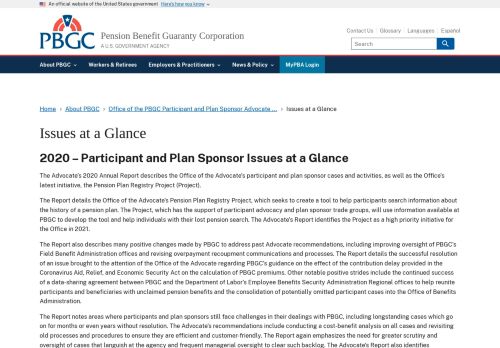 An official website of the United States government Here's how you know
PBGC
Pension Benefit Guaranty Corporation
A U.S. GOVERNMENT AGENCY
Contact Us Glossary Languages Español
Search
About PBGC Workers & Retirees Employers & Practitioners News & Policy MyPBA Login
Home › About PBGC › Office of the PBGC Participant and Plan Sponsor Advocate ... › Issues at a Glance
Issues at a Glance
2020 – Participant and Plan Sponsor Issues at a Glance
The Advocate's 2020 Annual Report describes the Office of the Advocate's participant and plan sponsor cases and activities, as well as the Office's
latest initiative, the Pension Plan Registry Project (Project).
The Report details the Office of the Advocate's Pension Plan Registry Project, which seeks to create a tool to help participants search information about
the history of a pension plan. The Project, which has the support of participant advocacy and plan sponsor trade groups, will use information available at
PBGC to develop the tool and help individuals with their lost pension search. The Advocate's Report identifies the Project as a high priority initiative for
the Office in 2021.
The Report also describes many positive changes made by PBGC to address past Advocate recommendations, including improving oversight of PBGC's
Field Benefit Administration offices and revising overpayment recoupment communications and processes. The Report details the successful resolution
of an issue brought to the attention of the Office of the Advocate regarding PBGC's guidance on the effect of the contribution delay provided in the
Coronavirus Aid, Relief, and Economic Security Act on the calculation of PBGC premiums. Other notable positive strides include the continued success
of a data-sharing agreement between PBGC and the Department of Labor's Employee Benefits Security Administration Regional offices to help reunite
participants and beneficiaries with unclaimed pension benefits and the consolidation of potentially omitted participant cases into the Office of Benefits
Administration.
The Report notes areas where participants and plan sponsors still face challenges in their dealings with PBGC, including longstanding cases which go
on for months or even years without resolution. The Advocate's recommendations include conducting a cost-benefit analysis on all cases and revisiting
old processes and procedures to ensure they are efficient and customer-friendly. The Report again emphasizes the need for greater scrutiny and
oversight of cases that languish at the agency and frequent managerial oversight to clear such backlog. The Advocate's Report also identifies